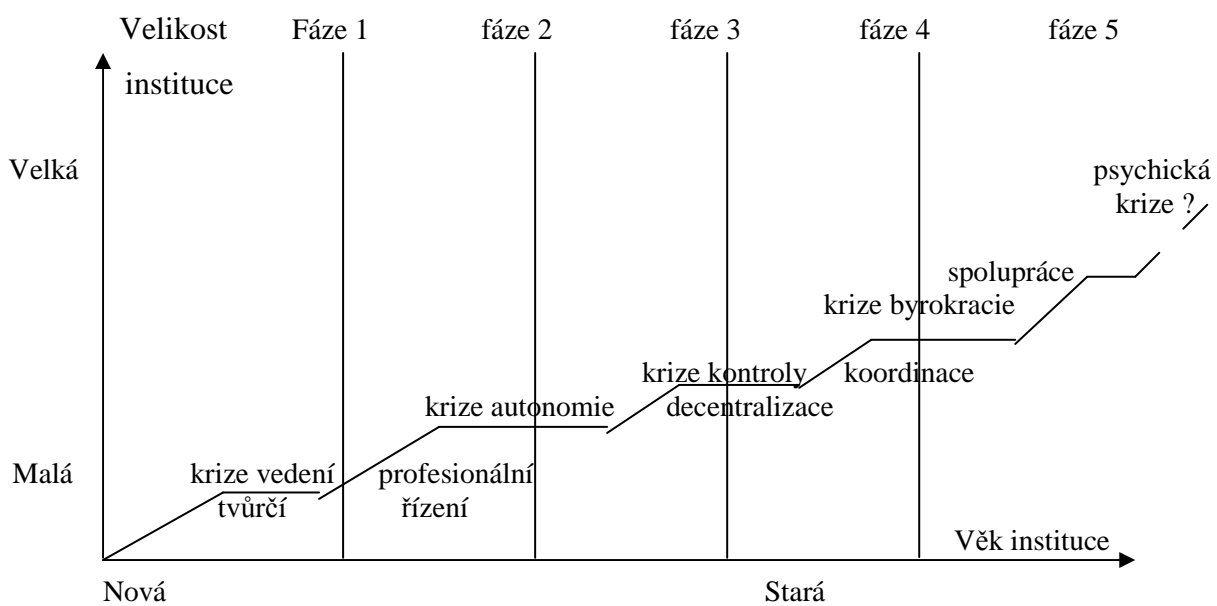 Velikost Fáze 1 fáze 2 fáze 3 fáze 4 fáze 5
instituce
Velká
psychická
krize ?
spolupráce
krize byrokracie
krize kontroly koordinace
krize autonomie decentralizace
Malá krize vedení profesionální
tvůrčí řízení
Věk instituce
Nová Stará